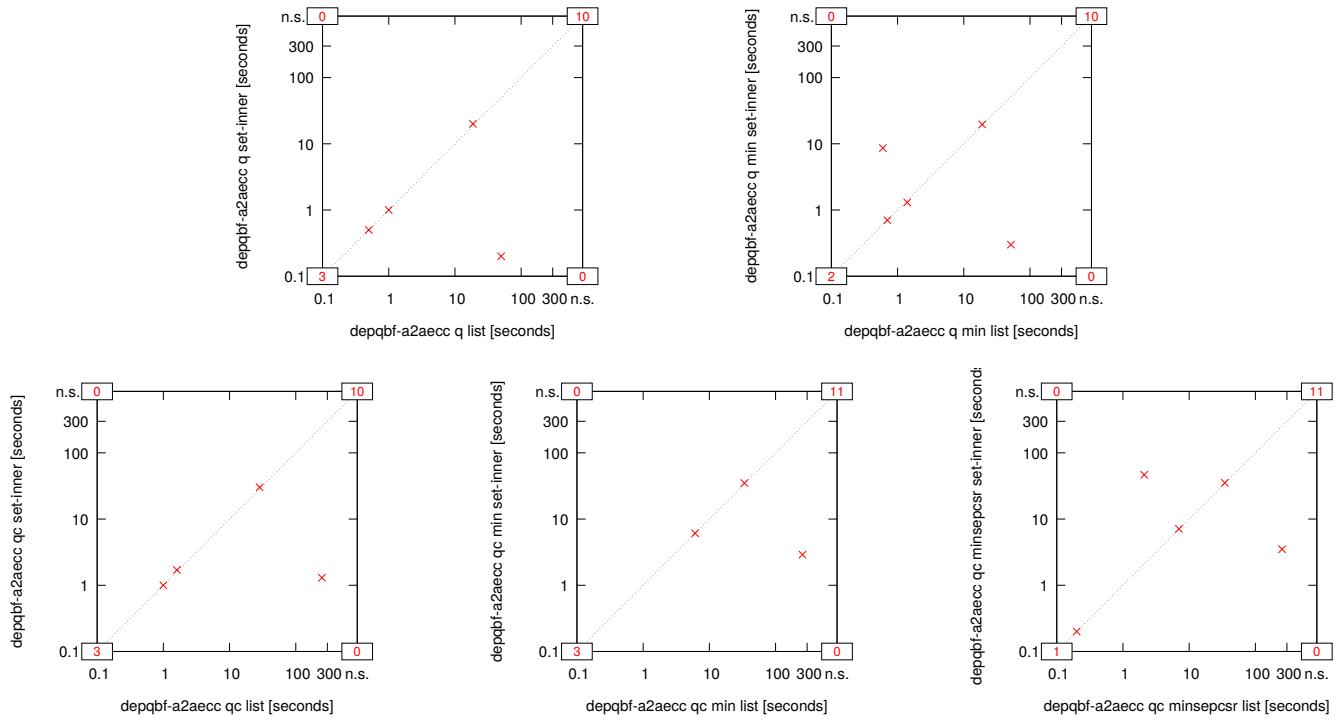 n.s. 0 10
300
100
10
1
0.1 3 0
0.1 1 10 100 300 n.s.
depqbf-a2aecc q set-inner [seconds]
depqbf-a2aecc q list [seconds]
n.s. 0 10
300
100
10
1
0.1 2 0
0.1 1 10 100 300 n.s.
depqbf-a2aecc q min set-inner [seconds]
depqbf-a2aecc q min list [seconds]
n.s. 0 10
300
100
10
1
0.1 3 0
0.1 1 10 100 300 n.s.
depqbf-a2aecc qc set-inner [seconds]
depqbf-a2aecc qc list [seconds]
n.s. 0 11
300
100
10
1
0.1 3 0
0.1 1 10 100 300 n.s.
depqbf-a2aecc qc min set-inner [seconds]
depqbf-a2aecc qc min list [seconds]
n.s. 0 11
300
100
10
1
0.1 1 0
0.1 1 10 100 300 n.s.
depqbf-a2aecc qc minsepcsr set-inner [second
depqbf-a2aecc qc minsepcsr list [seconds]